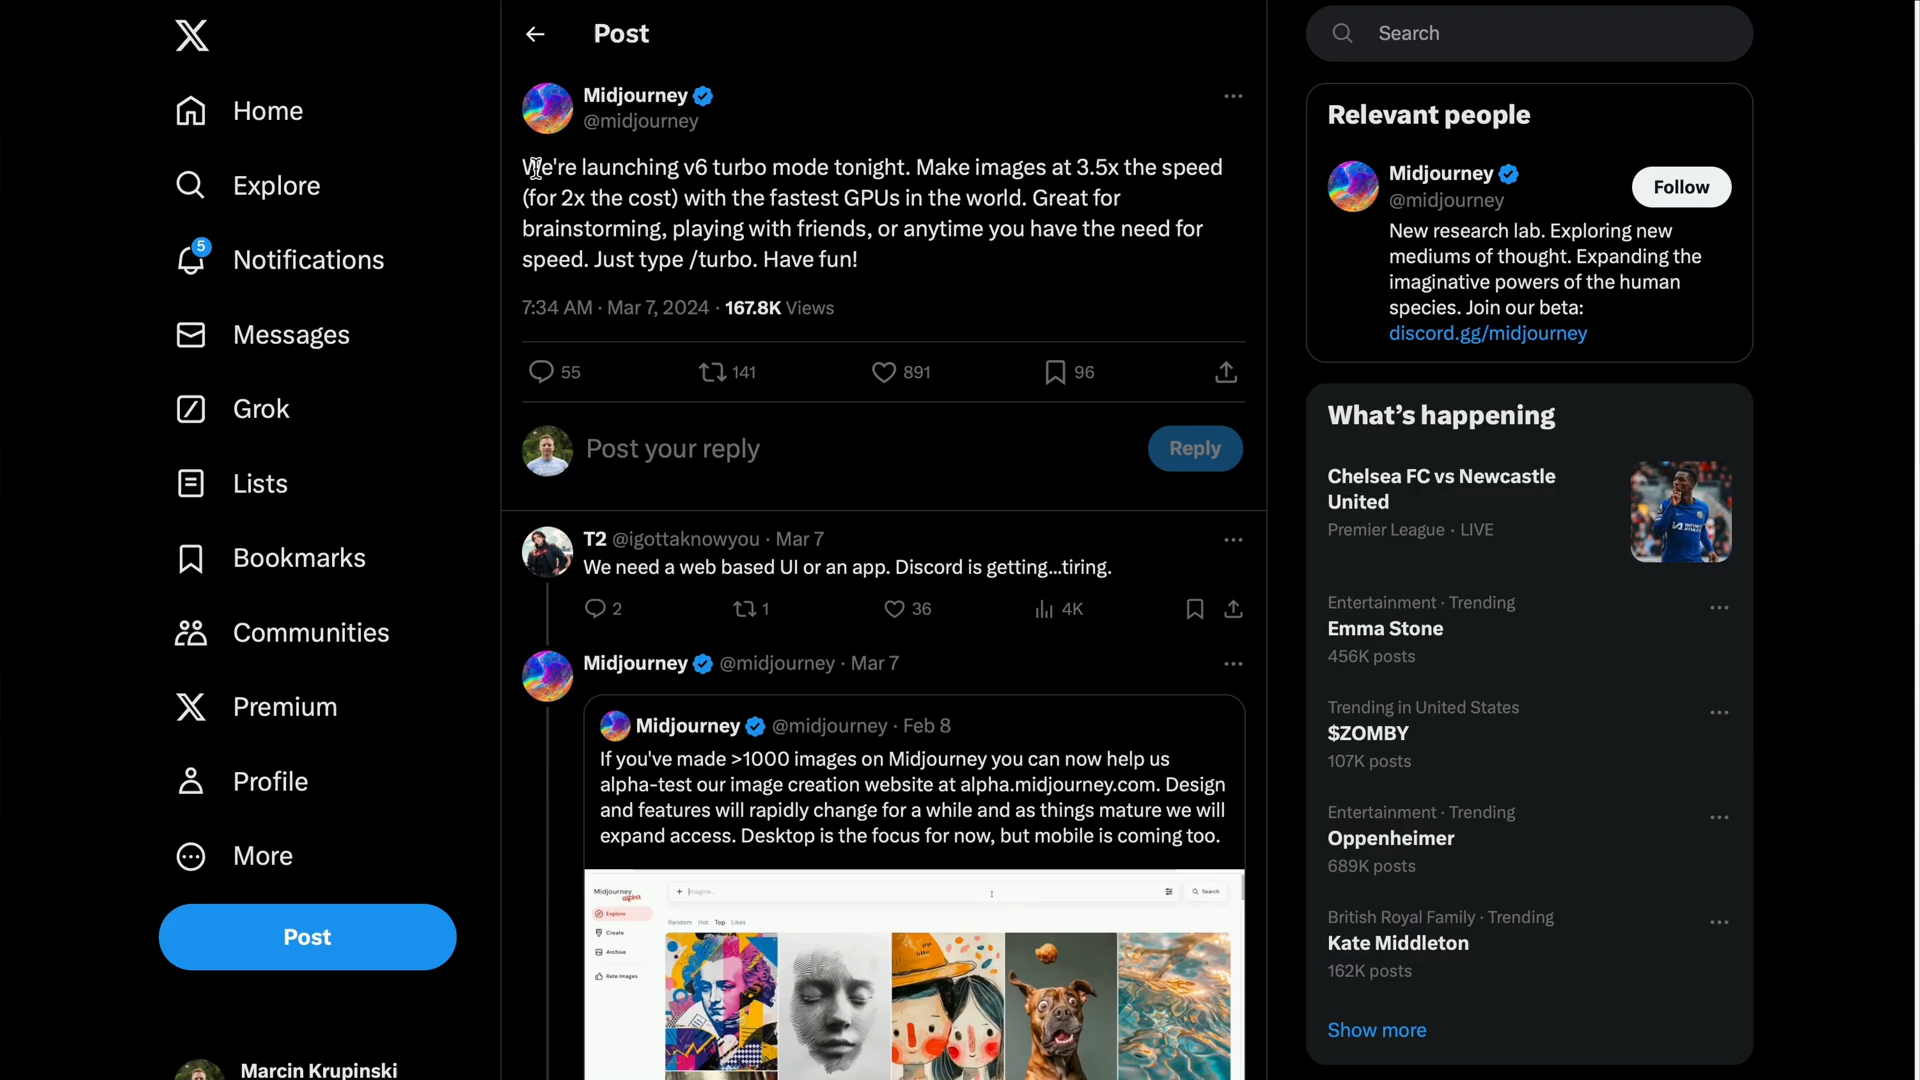 Home
Explore
5
Notifications
Messages
Grok
Lists
Bookmarks
Communities
Premium
Profile
More
Post
Marcin Krupinski
Post
Midjourney
@midjourney
We're launching v6 turbo mode tonight. Make images at 3.5x the speed
(for 2x the cost) with the fastest GPUs in the world. Great for
brainstorming, playing with friends, or anytime you have the need for
speed. Just type /turbo. Have fun!
7:34 AM · Mar 7, 2024 · 167.8K Views
55 141 891 96
Post your reply
Reply
T2 @igottaknowyou · Mar 7
We need a web based UI or an app. Discord is getting...tiring.
2 1 36 4K
Midjourney @midjourney · Mar 7
Midjourney @midjourney · Feb 8
If you've made >1000 images on Midjourney you can now help us
alpha-test our image creation website at alpha.midjourney.com. Design
and features will rapidly change for a while and as things mature we will
expand access. Desktop is the focus for now, but mobile is coming too.
Midjourney
alpha
Explore
Create
Archive
Rate Images
+ Imagine...
Search
Random Hot Top Likes
Search
Relevant people
Midjourney
@midjourney
Follow
New research lab. Exploring new
mediums of thought. Expanding the
imaginative powers of the human
species. Join our beta:
discord.gg/midjourney
What's happening
Chelsea FC vs Newcastle
United
Premier League · LIVE
Entertainment · Trending
Emma Stone
456K posts
Trending in United States
$ZOMBY
107K posts
Entertainment · Trending
Oppenheimer
689K posts
British Royal Family · Trending
Kate Middleton
162K posts
Show more